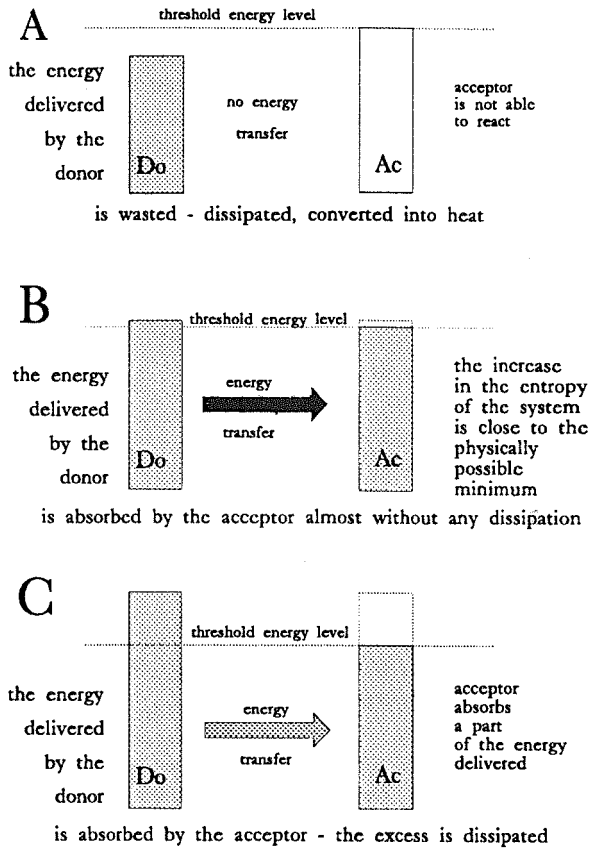 A
threshold energy level
the energy
delivered
by the
donor
Do
no energy
transfer
Ac
acceptor
is not able
to react
is wasted - dissipated, converted into heat
B
threshold energy level
the energy
delivered
by the
donor
Do
energy
transfer
Ac
the increase
in the entropy
of the system
is close to the
physically
possible
minimum
is absorbed by the acceptor almost without any dissipation
C
threshold energy level
the energy
delivered
by the
donor
Do
energy
transfer
Ac
acceptor
absorbs
a part
of the energy
delivered
is absorbed by the acceptor - the excess is dissipated